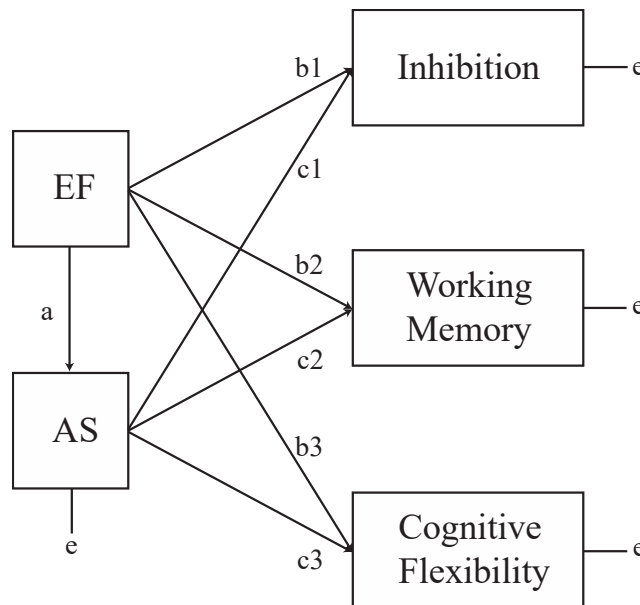 b1
Inhibition
e
EF
c1
b2
Working
Memory
e
a
c2
AS
b3
e
c3
Cognitive
Flexibility
e